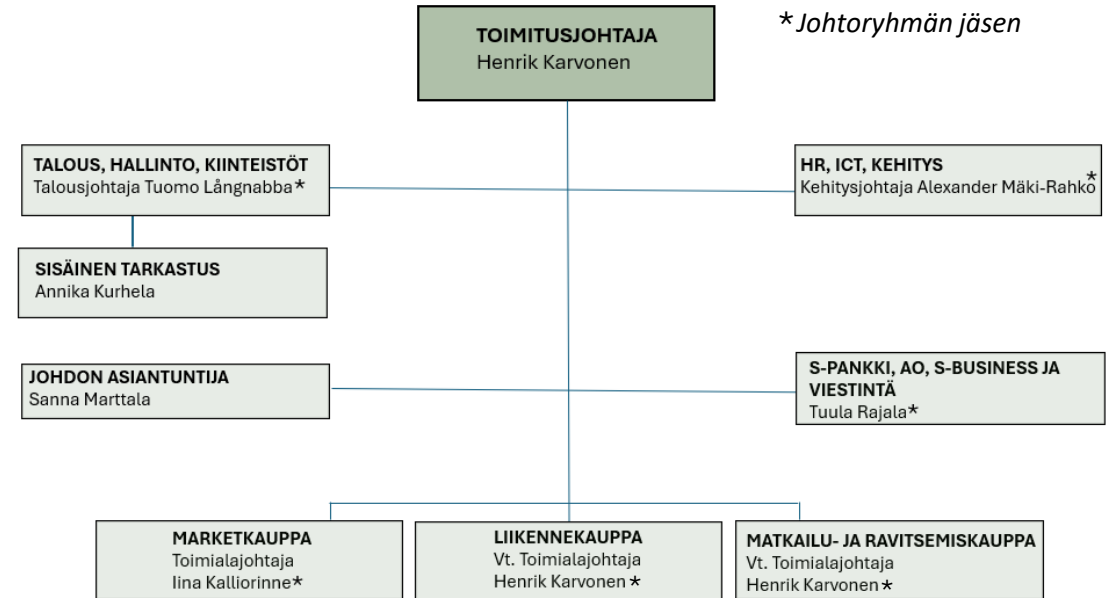 TOIMITUSJOHTAJA
Henrik Karvonen
*Johtoryhmän jäsen
TALOUS, HALLINTO, KIINTEISTÖT
Talousjohtaja Tuomo Långnabba*
HR, ICT, KEHITYS
Kehitysjohtaja Alexander Mäki-Rahko*
SISÄINEN TARKASTUS
Annika Kurhela
JOHDON ASIANTUNTIJA
Sanna Marttala
S-PANKKI, AO, S-BUSINESS JA
VIESTINTÄ
Tuula Rajala*
MARKETKAUPPA
Toimialajohtaja
Iina Kalliorinne*
LIIKENNEKAUPPA
Vt. Toimialajohtaja
Henrik Karvonen *
MATKAILU- JA RAVITSEMISKAUPPA
Vt. Toimialajohtaja
Henrik Karvonen *